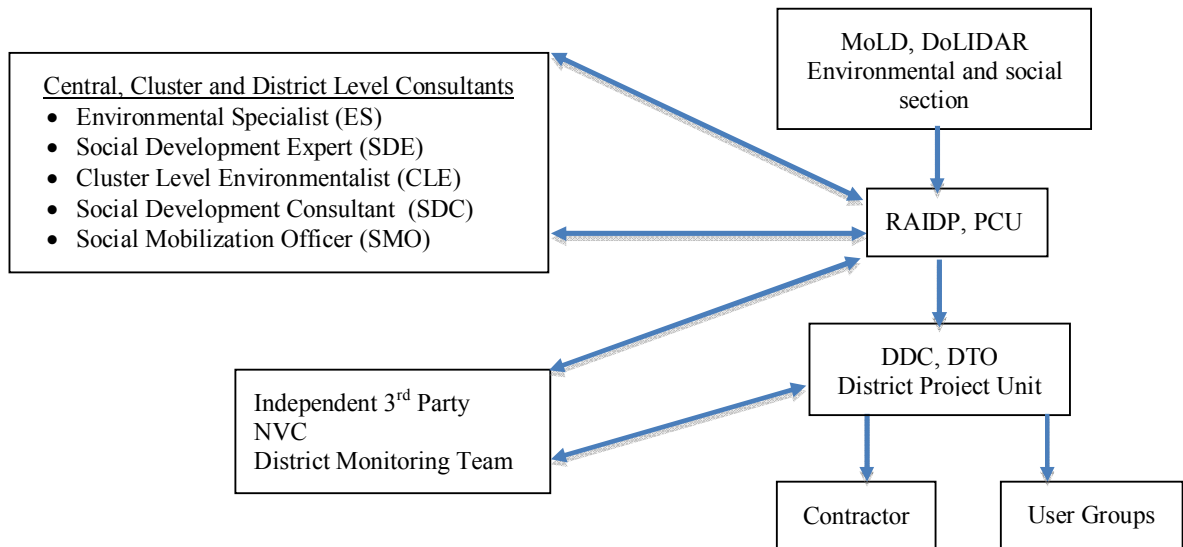 MoLD, DoLIDAR
Environmental and social
section
Central, Cluster and District Level Consultants
• Environmental Specialist (ES)
• Social Development Expert (SDE)
• Cluster Level Environmentalist (CLE)
• Social Development Consultant (SDC)
• Social Mobilization Officer (SMO)
RAIDP, PCU
DDC, DTO
District Project Unit
Independent 3rd Party
NVC
District Monitoring Team
Contractor
User Groups